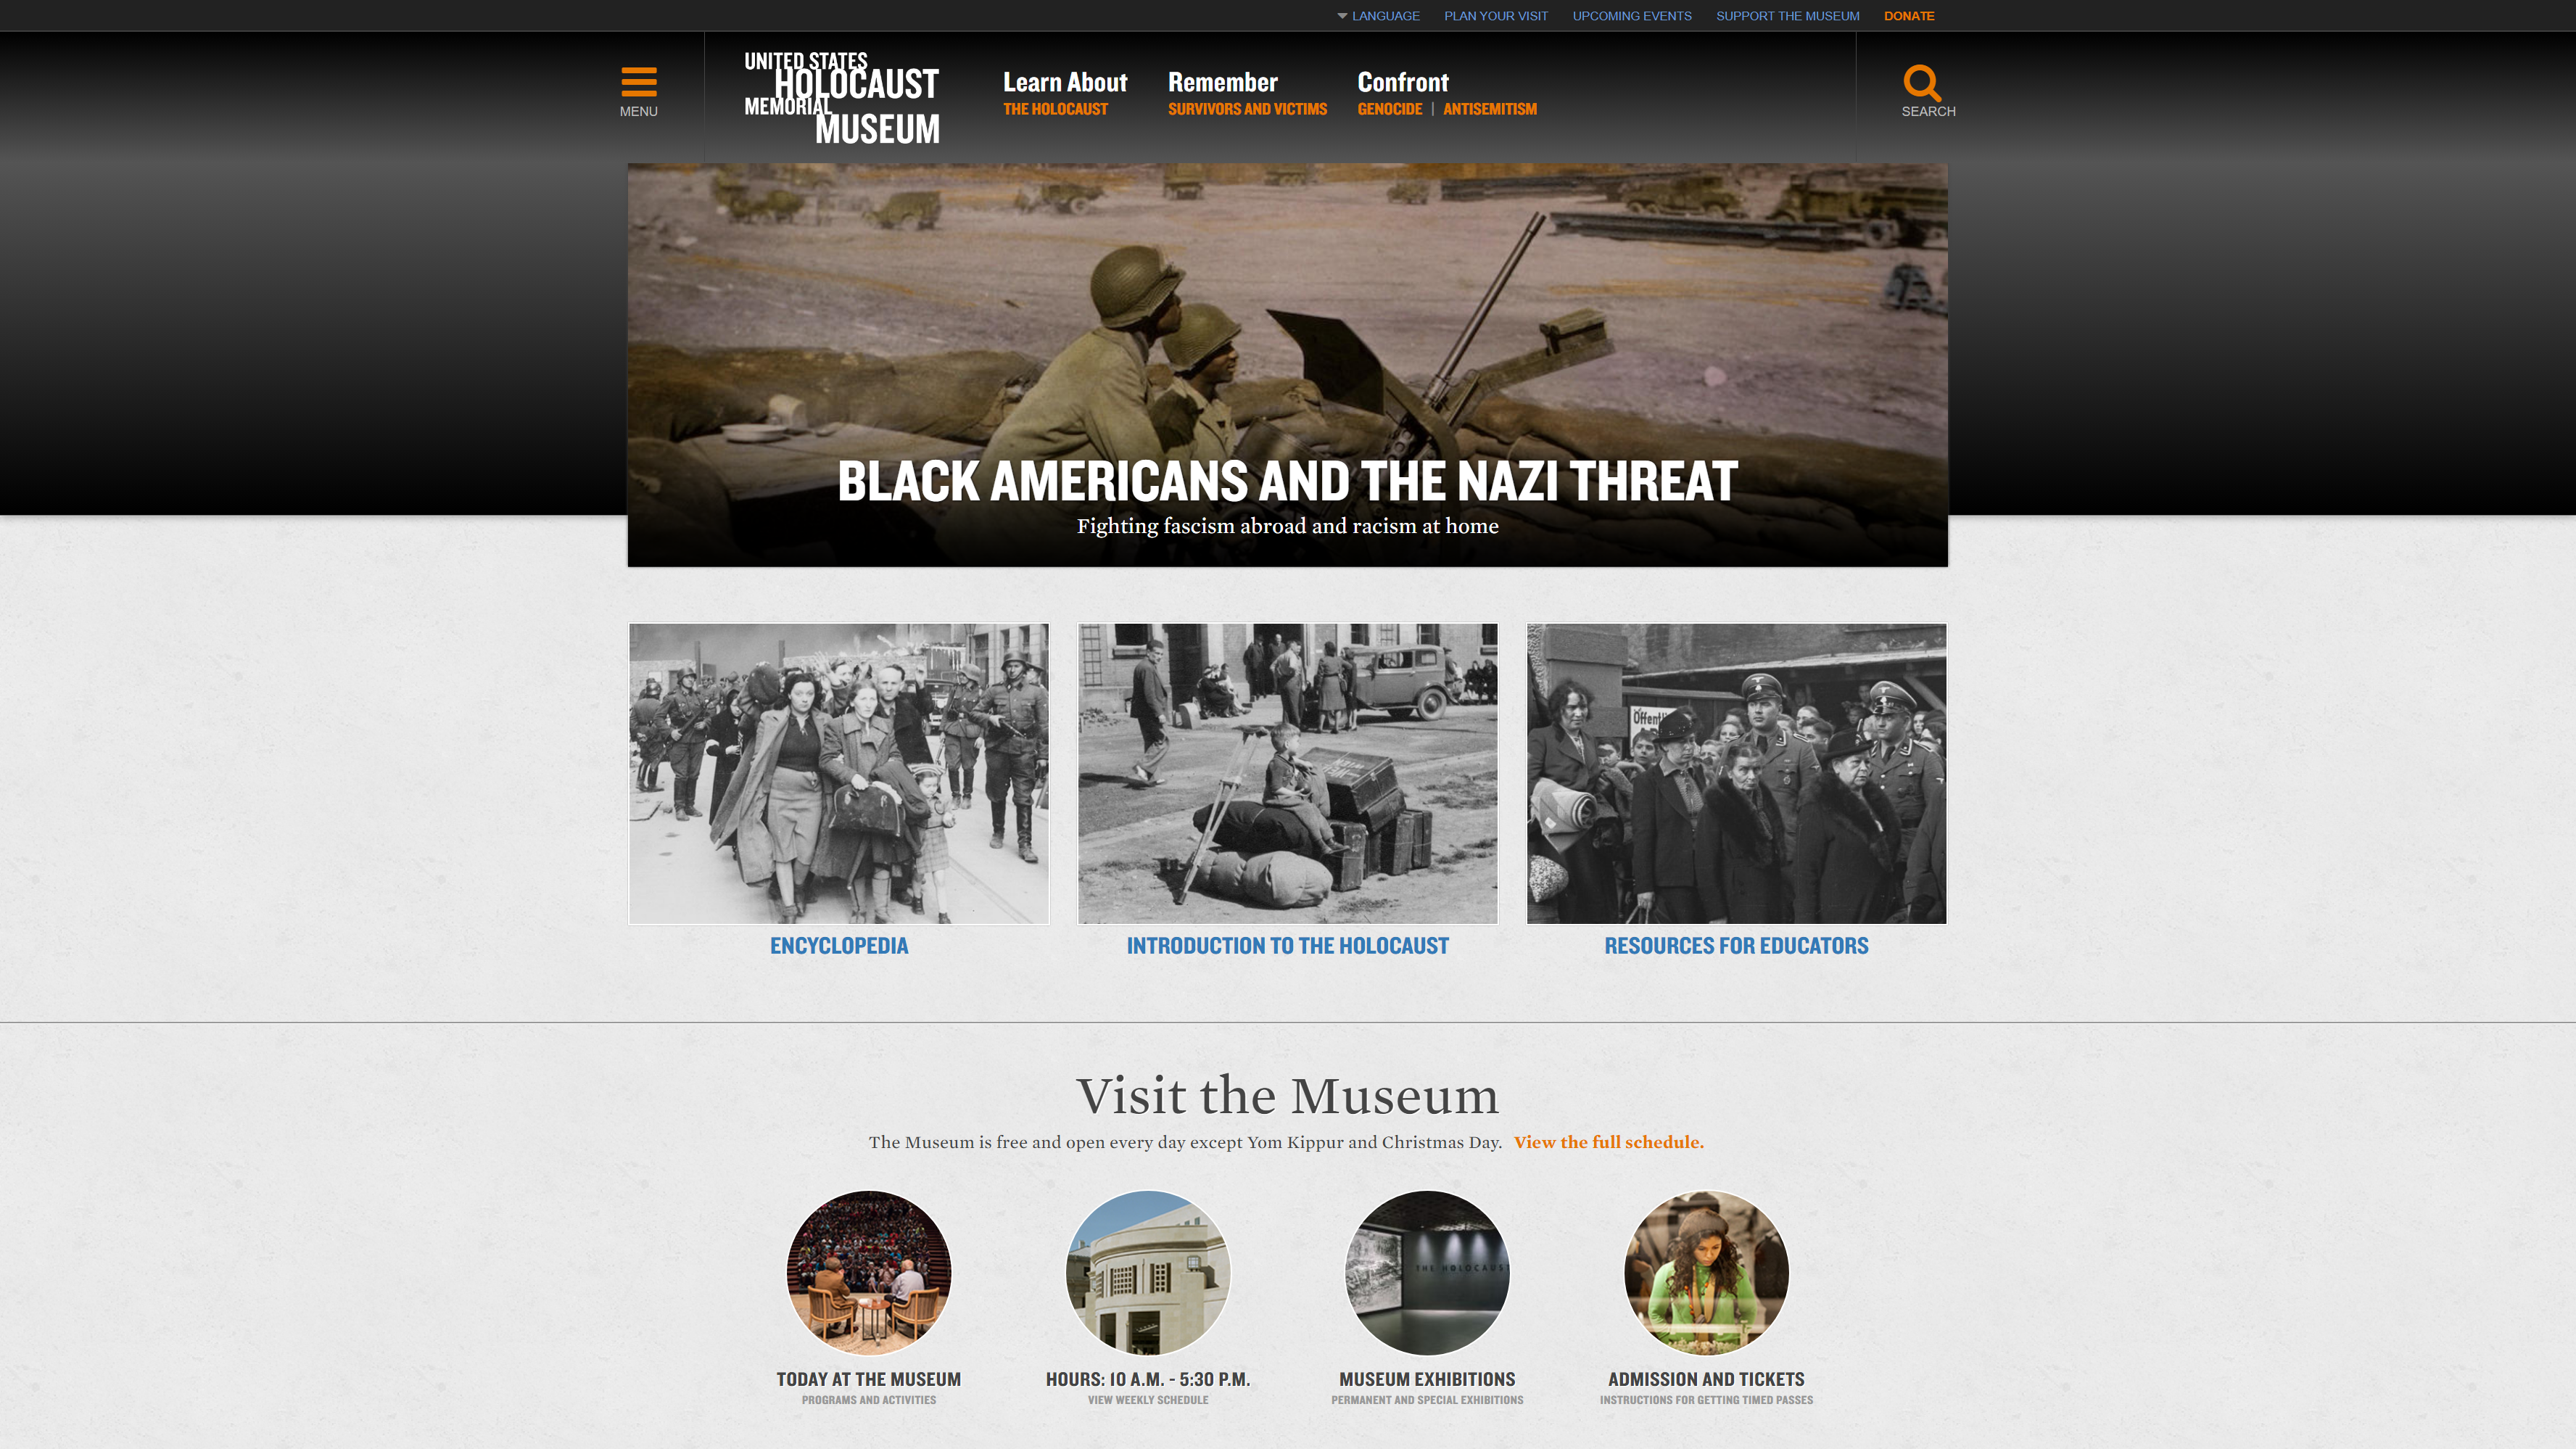 LANGUAGE PLAN YOUR VISIT UPCOMING EVENTS SUPPORT THE MUSEUM DONATE
MENU
UNITED STATES
HOLOCAUST
MEMORIAL
MUSEUM
Learn About
THE HOLOCAUST
Remember
SURVIVORS AND VICTIMS
Confront
GENOCIDE | ANTISEMITISM
SEARCH
BLACK AMERICANS AND THE NAZI THREAT
Fighting fascism abroad and racism at home
Öffentl
ENCYCLOPEDIA
INTRODUCTION TO THE HOLOCAUST
RESOURCES FOR EDUCATORS
Visit the Museum
The Museum is free and open every day except Yom Kippur and Christmas Day. View the full schedule.
THE HOLOCAUST
TODAY AT THE MUSEUM
PROGRAMS AND ACTIVITIES
HOURS: 10 A.M. - 5:30 P.M.
VIEW WEEKLY SCHEDULE
MUSEUM EXHIBITIONS
PERMANENT AND SPECIAL EXHIBITIONS
ADMISSION AND TICKETS
INSTRUCTIONS FOR GETTING TIMED PASSES